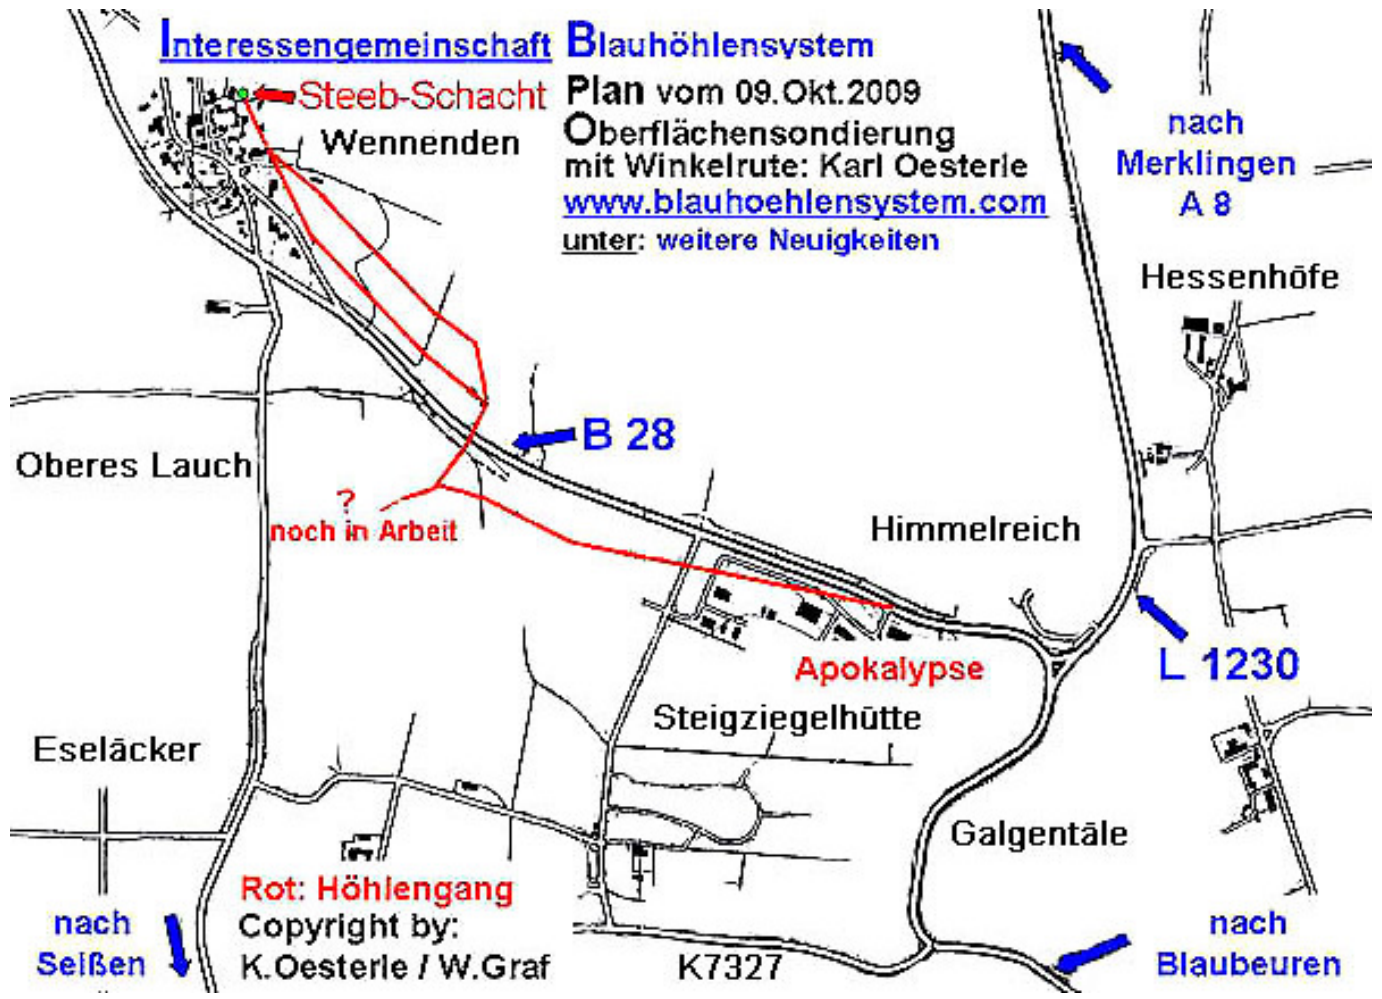 Interessengemeinschaft Blauhöhlensystem
Steeb-Schacht
Plan vom 09.Okt.2009
Wennenden
Oberflächensondierung
mit Winkelrute: Karl Oesterle
www.blauhoehlensystem.com
unter: weitere Neuigkeiten
nach
Merklingen
A 8
Hessenhöfe
B 28
Oberes Lauch
?
noch in Arbeit
Himmelreich
Apokalypse
L 1230
Steigziegelhütte
Eseläcker
Galgentäle
Rot: Höhlengang
Copyright by:
K.Oesterle / W.Graf
nach
Seißen
K7327
nach
Blaubeuren